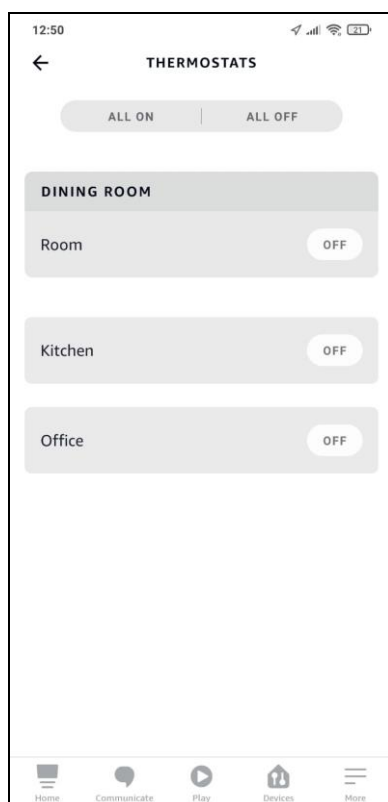 12:50 21
THERMOSTATS
ALL ON ALL OFF
DINING ROOM
Room OFF
Kitchen OFF
Office OFF
Home Communicate Play Devices More